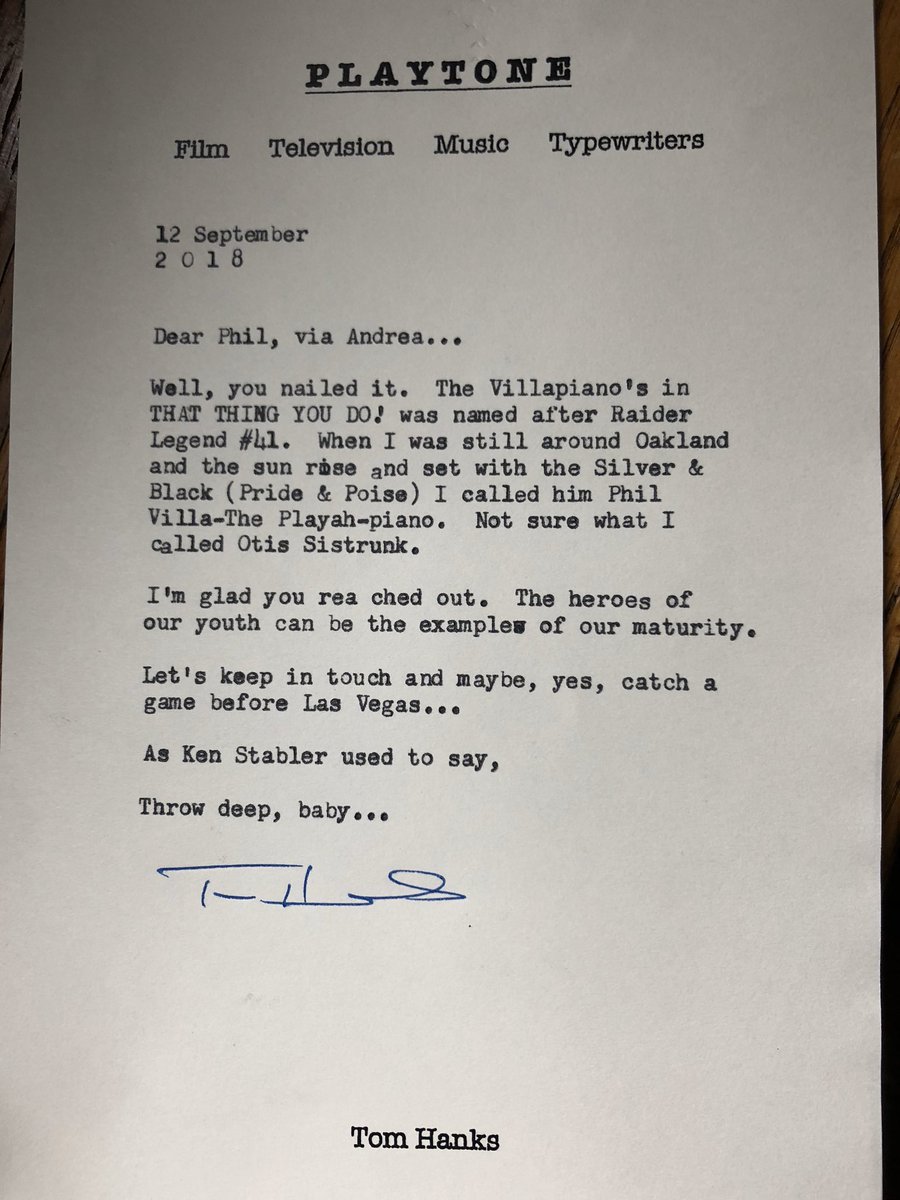 PLAYTONE
Film Television Music Typewriters
12 September
2 0 1 8
Dear Phil, via Andrea...
Well, you nailed it. The Villapiano's in
THAT THING YOU DO! was named after Raider
Legend #41. When I was still around Oakland
and the sun rose and set with the Silver &
Black (Pride & Poise) I called him Phil
Villa-The Playah-piano. Not sure what I
called Otis Sistrunk.
I'm glad you rea ched out. The heroes of
our youth can be the examples of our maturity.
Let's keep in touch and maybe, yes, catch a
game before Las Vegas...
As Ken Stabler used to say,
Throw deep, baby...
Tom Hanks